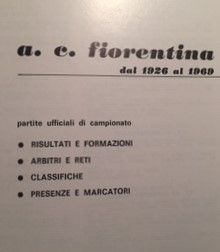 a. c. fiorentina
dal 1926 al 1969
partite ufficiali di campionato
● RISULTATI E FORMAZIONI
● ARBITRI E RETI
● CLASSIFICHE
● PRESENZE E MARCATORI